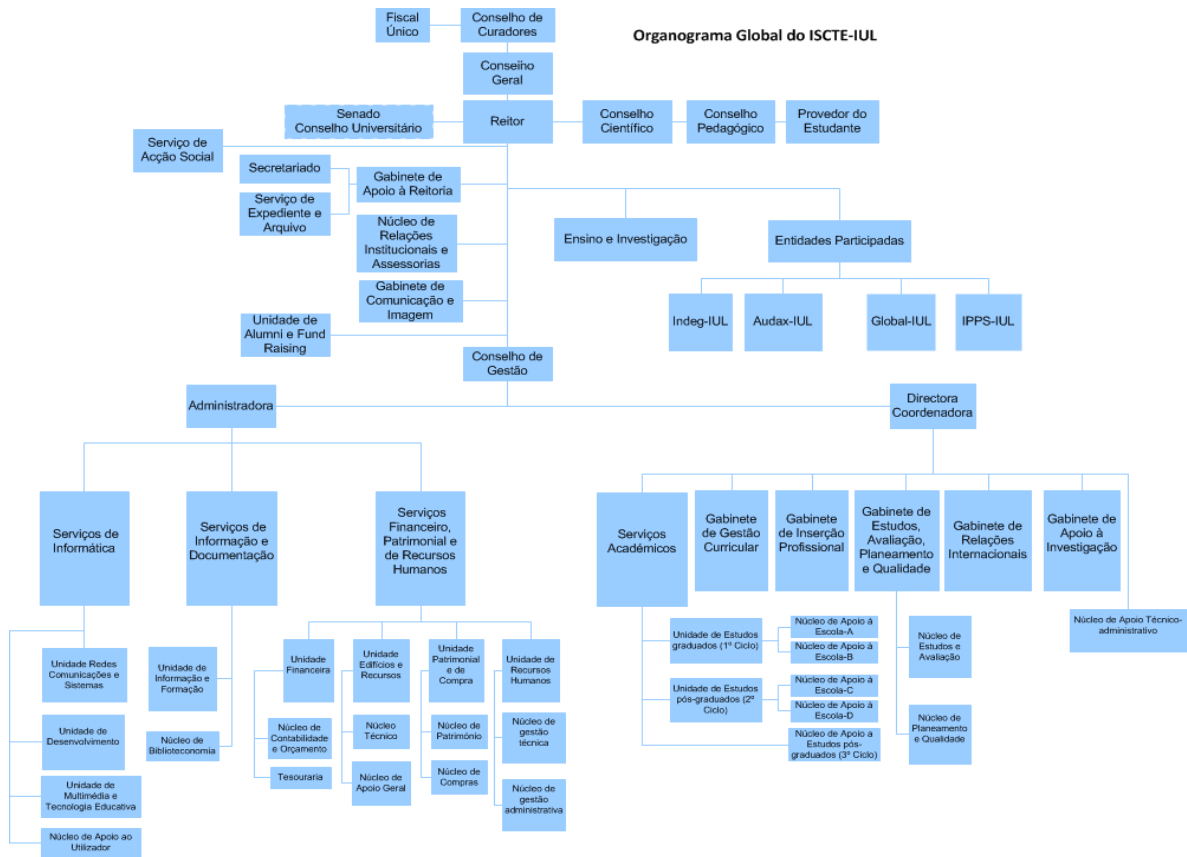 Fiscal
Único
Conselho de
Curadores
Organograma Global do ISCTE-IUL
Conselho
Geral
Senado
Conselho Universitário
Reitor
Conselho
Científico
Conselho
Pedagógico
Provedor do
Estudante
Serviço de
Acção Social
Secretariado
Gabinete de
Apoio à Reitoria
Serviço de
Expediente e
Arquivo
Núcleo de
Relações
Institucionais e
Assessorias
Ensino e Investigação
Entidades Participadas
Gabinete de
Comunicação e
Imagem
Indeg-IUL
Audax-IUL
Global-IUL
IPPS-IUL
Unidade de
Alumni e Fund
Raising
Conselho de
Gestão
Administradora
Directora
Coordenadora
Serviços de
Informática
Serviços de
Informação e
Documentação
Serviços
Financeiro,
Patrimonial e
de Recursos
Humanos
Serviços
Académicos
Gabinete
de Gestão
Curricular
Gabinete
de Inserção
Profissional
Gabinete de
Estudos,
Avaliação,
Planeamento
e Qualidade
Gabinete de
Relações
Internacionais
Gabinete de
Apoio à
Investigação
Unidade Redes
Comunicações e
Sistemas
Unidade de
Desenvolvimento
Unidade de
Multimédia e
Tecnologia Educativa
Núcleo de Apoio ao
Utilizador
Unidade de
Informação e
Formação
Núcleo de
Biblioteconomia
Unidade
Financeira
Núcleo de
Contabilidade
e Orçamento
Tesouraria
Unidade
Edifícios e
Recursos
Núcleo
Técnico
Núcleo de
Apoio Geral
Unidade
Patrimonial
e de
Compra
Núcleo de
Património
Núcleo de
Compras
Unidade de
Recursos
Humanos
Núcleo de
gestão
técnica
Núcleo de
gestão
administrativa
Unidade de Estudos
graduados (1º Ciclo)
Núcleo de Apoio á
Escola-A
Núcleo de Apoio á
Escola-B
Unidade de Estudos
pós-graduados (2º
Ciclo)
Núcleo de Apoio á
Escola-C
Núcleo de Apoio á
Escola-D
Núcleo de Apoio a
Estudos pós-
graduados (3º Ciclo)
Núcleo de
Estudos e
Avaliação
Núcleo de
Planeamento
e Qualidade
Núcleo de Apoio Técnico-
administrativo